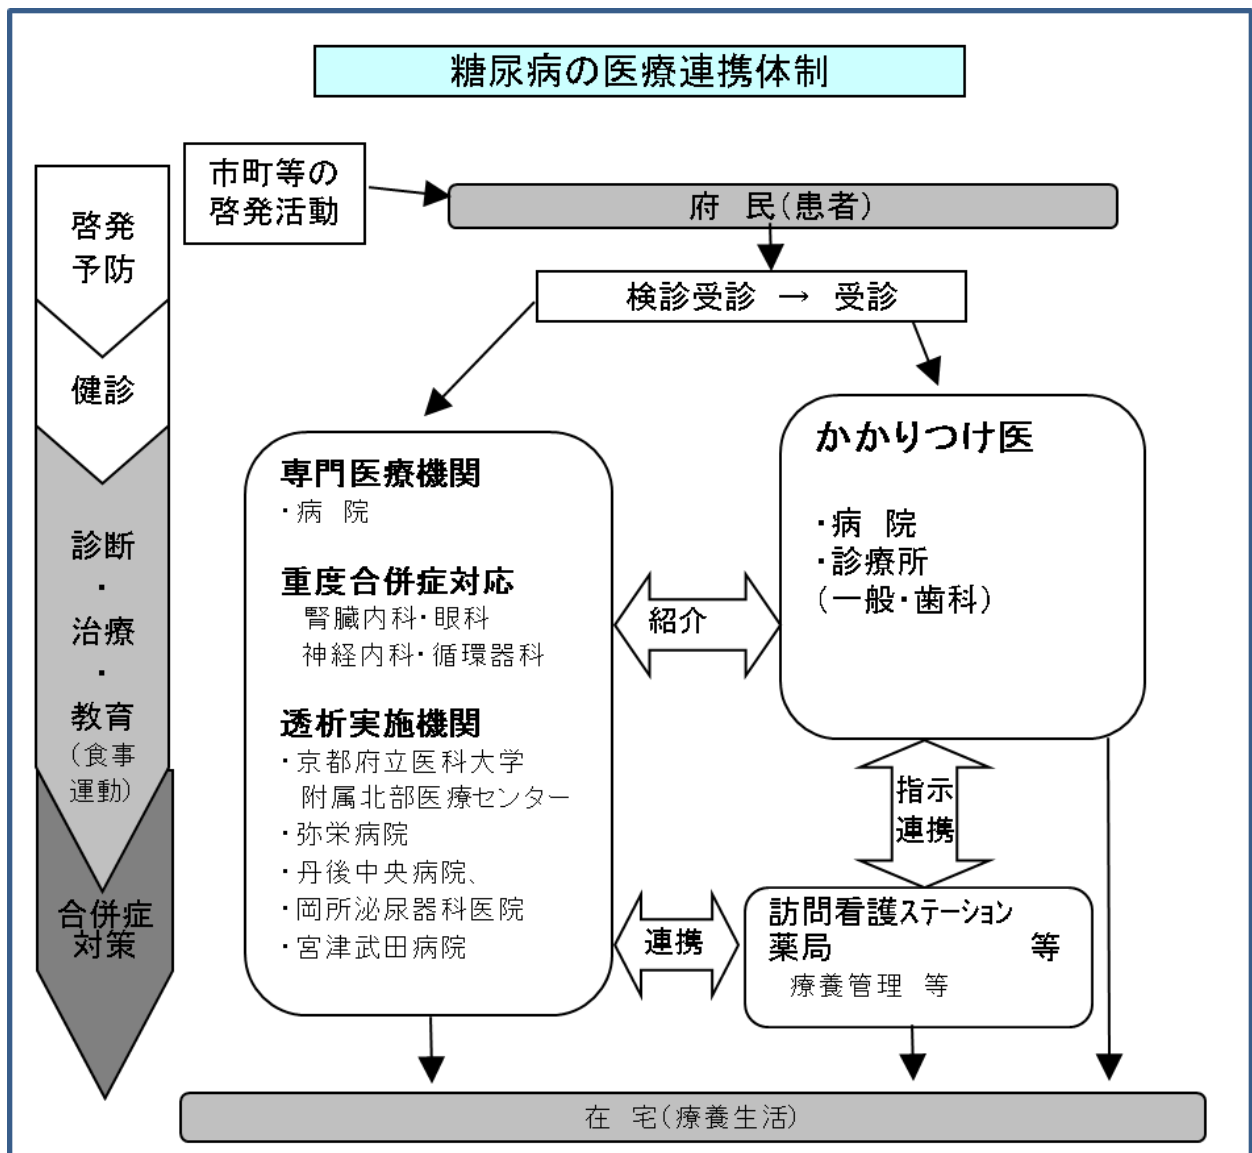 糖尿病の医療連携体制
市町等の
啓発活動
府　民(患者)
検診受診　→　受診
啓発
予防
健診
診断
・
治療
・
教育
(食事
運動)
合併症
対策
専門医療機関
・病　院
重度合併症対応
腎臓内科・眼科
神経内科・循環器科
透析実施機関
・京都府立医科大学
附属北部医療センター
・弥栄病院
・丹後中央病院、
・岡所泌尿器科医院
・宮津武田病院
紹介
かかりつけ医
・病　院
・診療所
(一般・歯科)
指示
連携
連携
訪問看護ステーション
薬局　　　　　　等
療養管理　等
在　宅(療養生活)